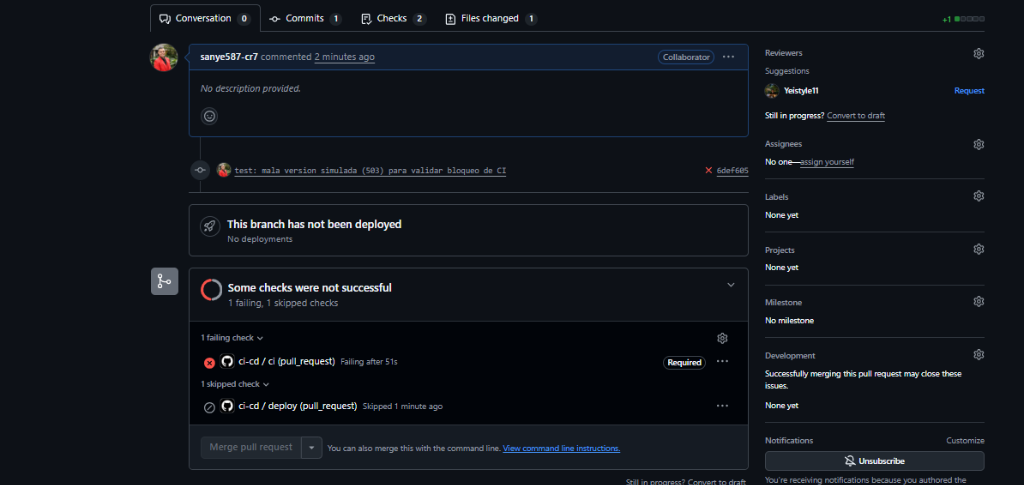 Conversation 0
Commits 1
Checks 2
Files changed 1
+1
sanye587-cr7 commented 2 minutes ago
Collaborator
No description provided.
test: mala version simulada (503) para validar bloqueo de CI
6def605
This branch has not been deployed
No deployments
Some checks were not successful
1 failing, 1 skipped checks
1 failing check
ci-cd / ci (pull_request) Failing after 51s
Required
1 skipped check
ci-cd / deploy (pull_request) Skipped 1 minute ago
Merge pull request
You can also merge this with the command line. View command line instructions.
Still in progress? Convert to draft
Reviewers
Suggestions
Yeistyle11
Request
Still in progress? Convert to draft
Assignees
No one—assign yourself
Labels
None yet
Projects
None yet
Milestone
No milestone
Development
Successfully merging this pull request may close these
issues.
None yet
Notifications
Customize
Unsubscribe
You're receiving notifications because you authored the